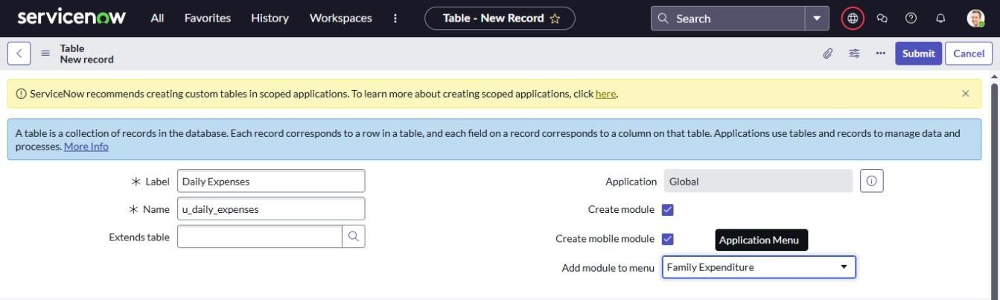 servicenow All Favorites History Workspaces Table - New Record Search
Table
New record
Submit Cancel
ServiceNow recommends creating custom tables in scoped applications. To learn more about creating scoped applications, click here.
A table is a collection of records in the database. Each record corresponds to a row in a table, and each field on a record corresponds to a column on that table. Applications use tables and records to manage data and
processes. More Info
Label Daily Expenses
Application Global
Name u_daily_expenses
Create module
Extends table
Create mobile module
Application Menu
Add module to menu Family Expenditure